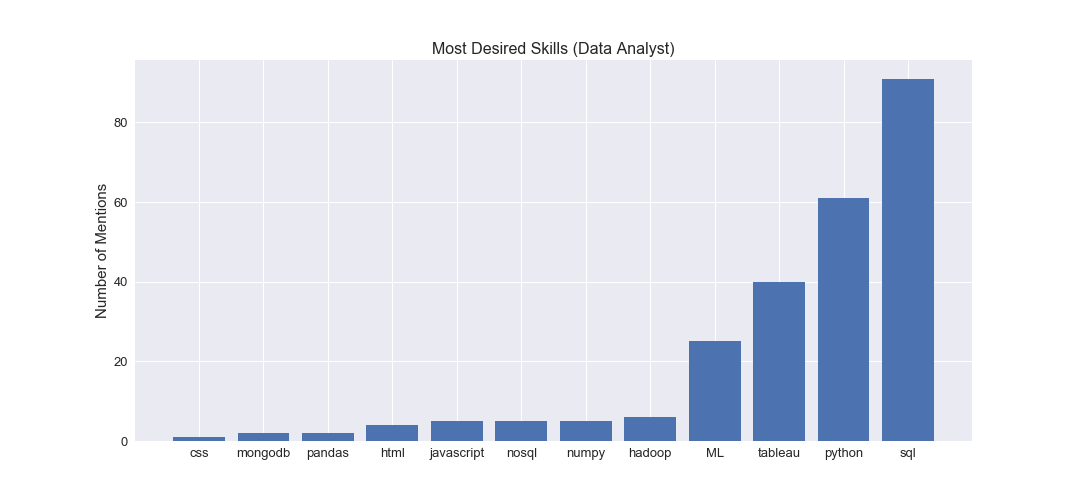 Most Desired Skills (Data Analyst)
Number of Mentions
80
60
40
20
0
css mongodb pandas html javascript nosql numpy hadoop ML tableau python sql